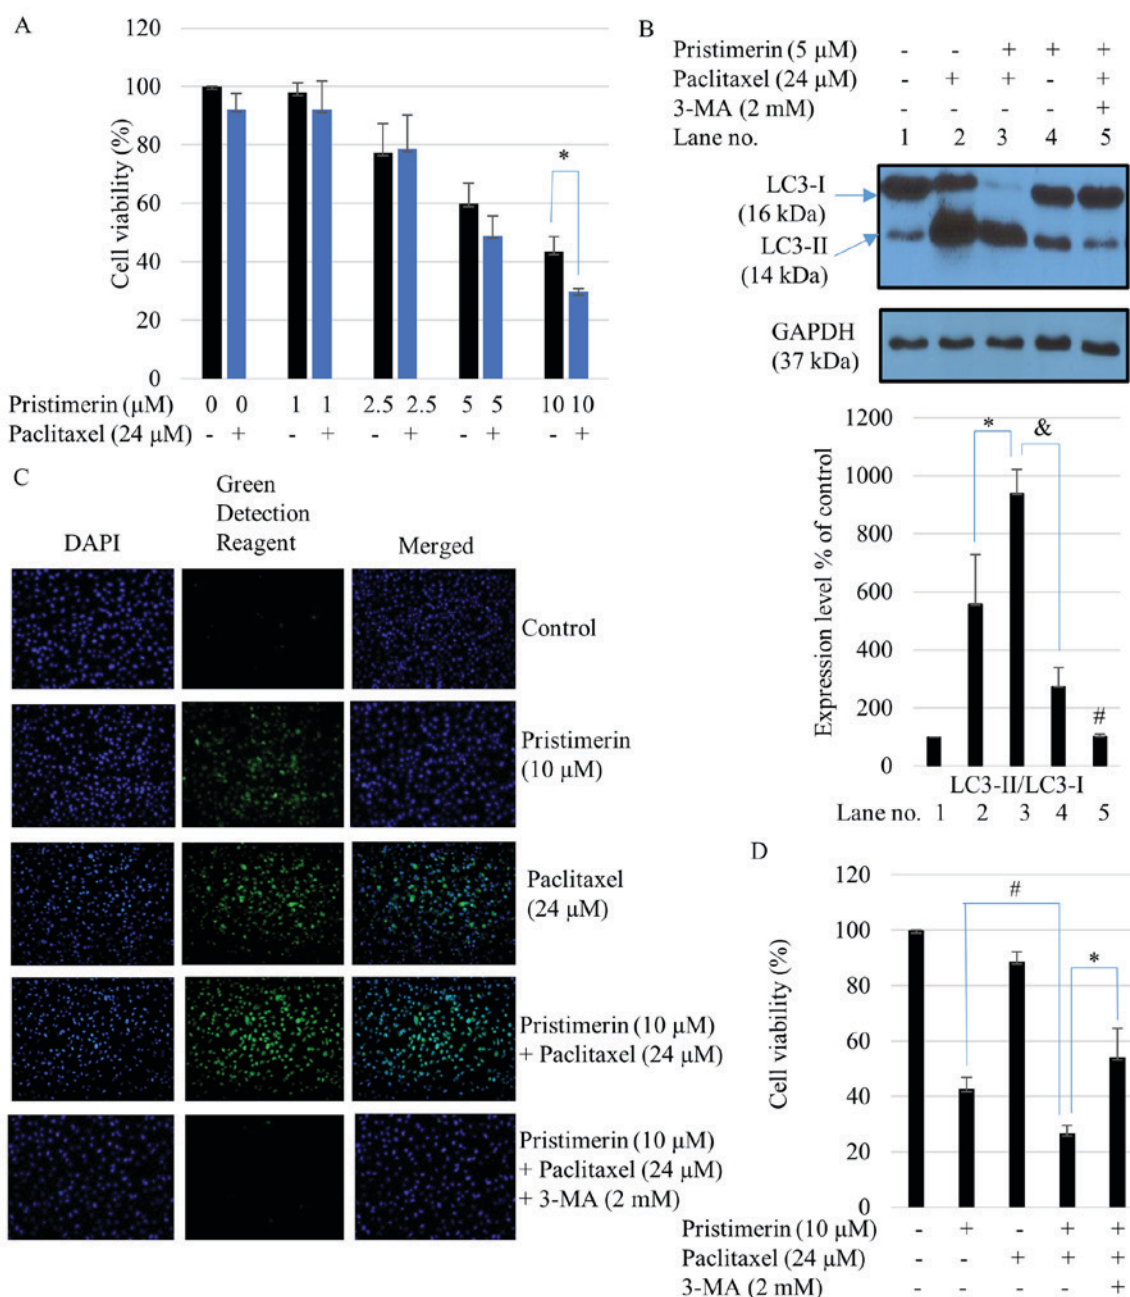 A
120
100
80
60
40
20
0
Cell viability (%)
*
Pristimerin (µM) 0 0 1 1 2.5 2.5 5 5 10 10
Paclitaxel (24 µM) - + - + - + - + - +
B
Pristimerin (5 µM) - - + + +
Paclitaxel (24 µM) - + + - +
3-MA (2 mM) - - - - +
Lane no. 1 2 3 4 5
LC3-I
(16 kDa)
LC3-II
(14 kDa)
GAPDH
(37 kDa)
1200
1000
800
600
400
200
0
Expression level % of control
* &
#
LC3-II/LC3-I
Lane no. 1 2 3 4 5
C
DAPI
Green
Detection
Reagent
Merged
Control
Pristimerin
(10 µM)
Paclitaxel
(24 µM)
Pristimerin (10 µM)
+ Paclitaxel (24 µM)
Pristimerin (10 µM)
+ Paclitaxel (24 µM)
+ 3-MA (2 mM)
D
120
100
80
60
40
20
0
Cell viability (%)
#
*
Pristimerin (10 µM) - + - + +
Paclitaxel (24 µM) - - + + +
3-MA (2 mM) - - - - +